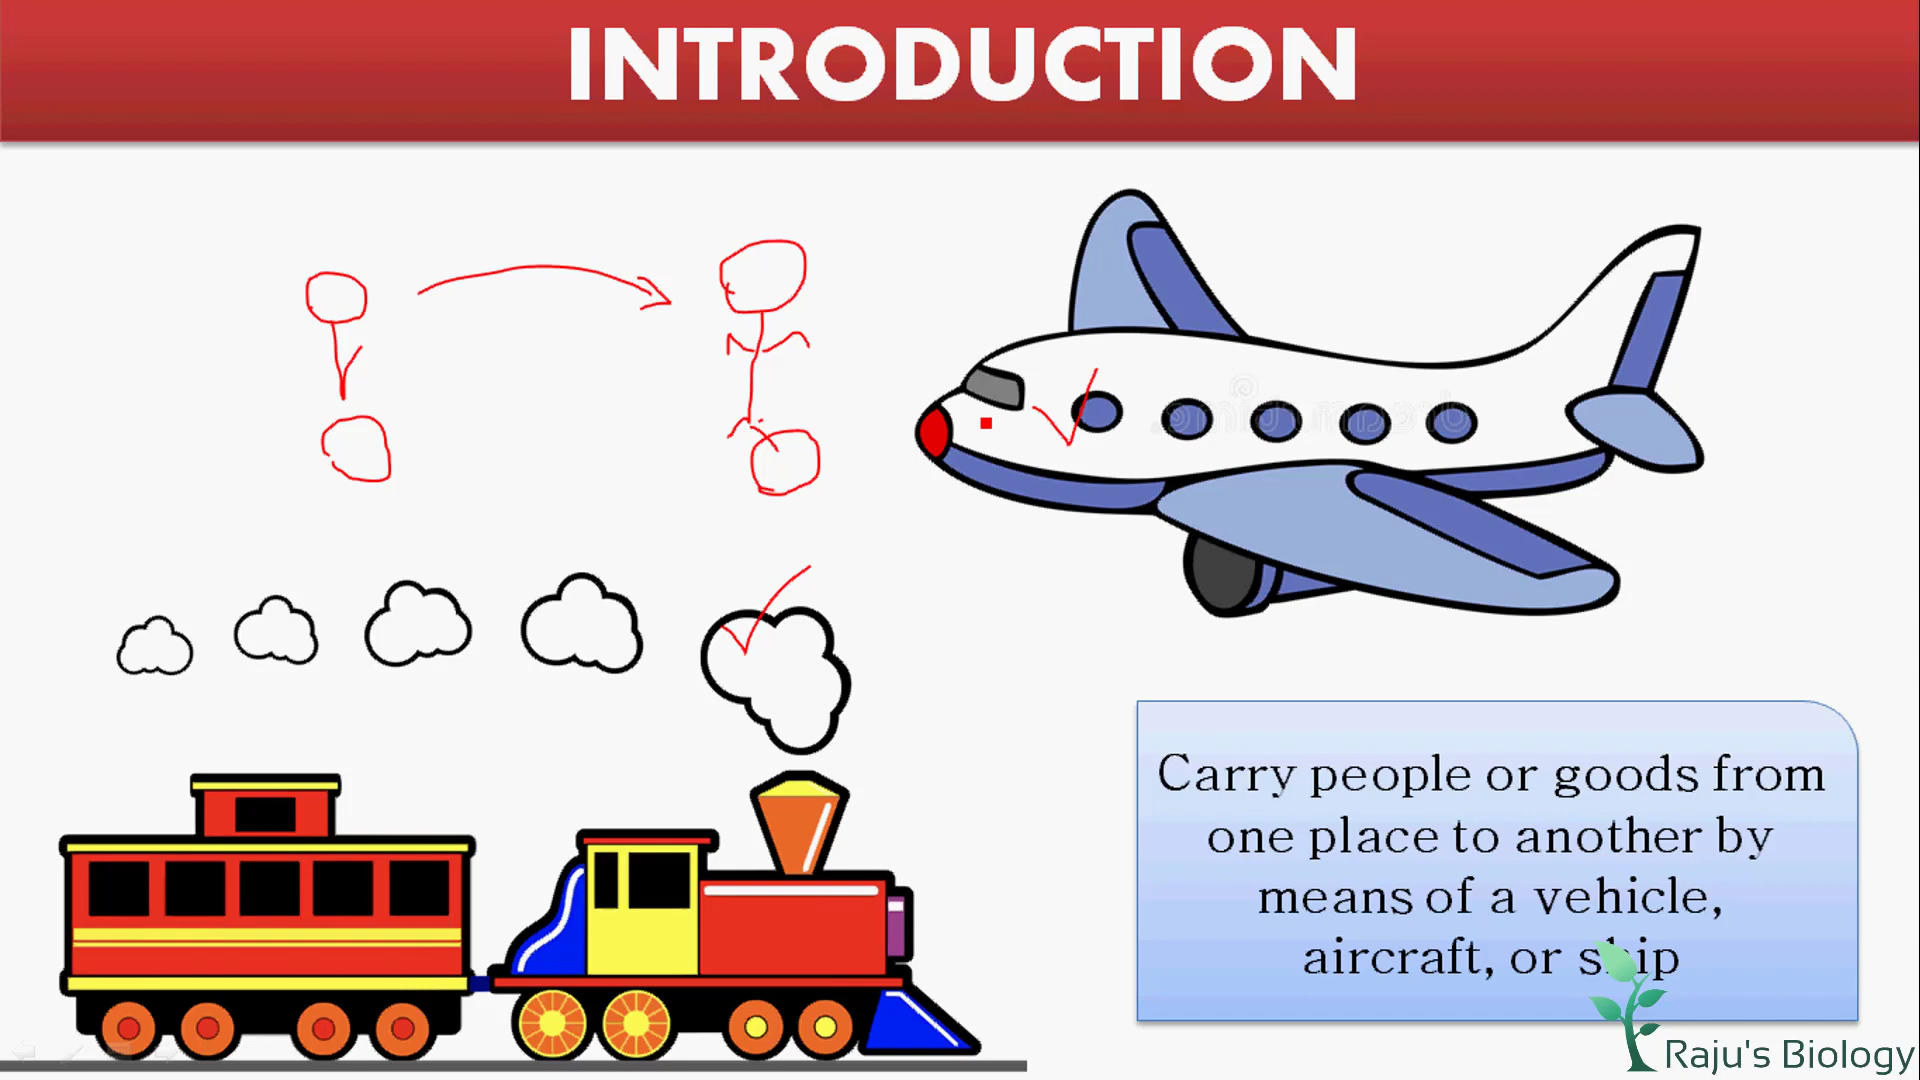 INTRODUCTION
Carry people or goods from
one place to another by
means of a vehicle,
aircraft, or ship
Raju's Biology